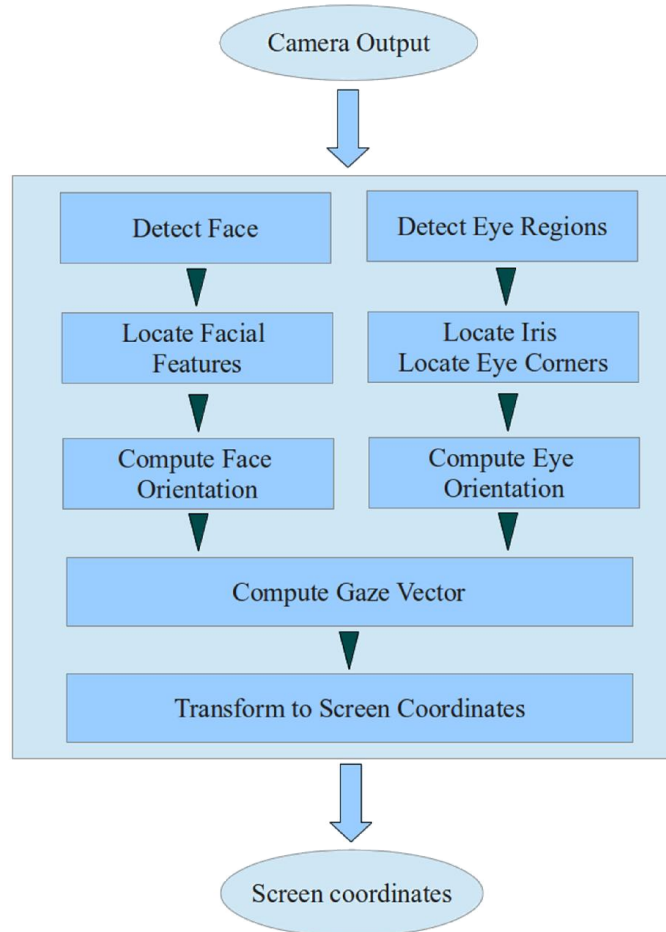 Camera Output
Detect Face
Detect Eye Regions
Locate Facial
Features
Locate Iris
Locate Eye Corners
Compute Face
Orientation
Compute Eye
Orientation
Compute Gaze Vector
Transform to Screen Coordinates
Screen coordinates